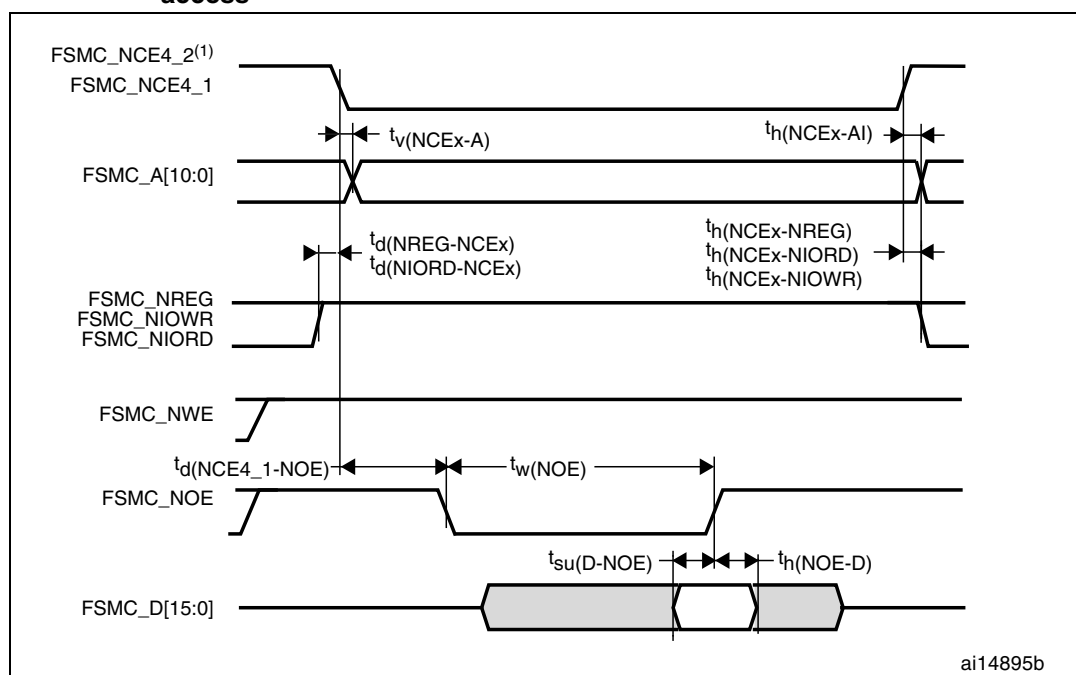 access
FSMC_NCE4_2(1)
FSMC_NCE4_1
tv(NCEx-A)
th(NCEx-AI)
FSMC_A[10:0]
td(NREG-NCEx)
td(NIORD-NCEx)
th(NCEx-NREG)
th(NCEx-NIORD)
th(NCEx-NIOWR)
FSMC_NREG
FSMC_NIOWR
FSMC_NIORD
FSMC_NWE
td(NCE4_1-NOE)
tw(NOE)
FSMC_NOE
tsu(D-NOE)
th(NOE-D)
FSMC_D[15:0]
ai14895b